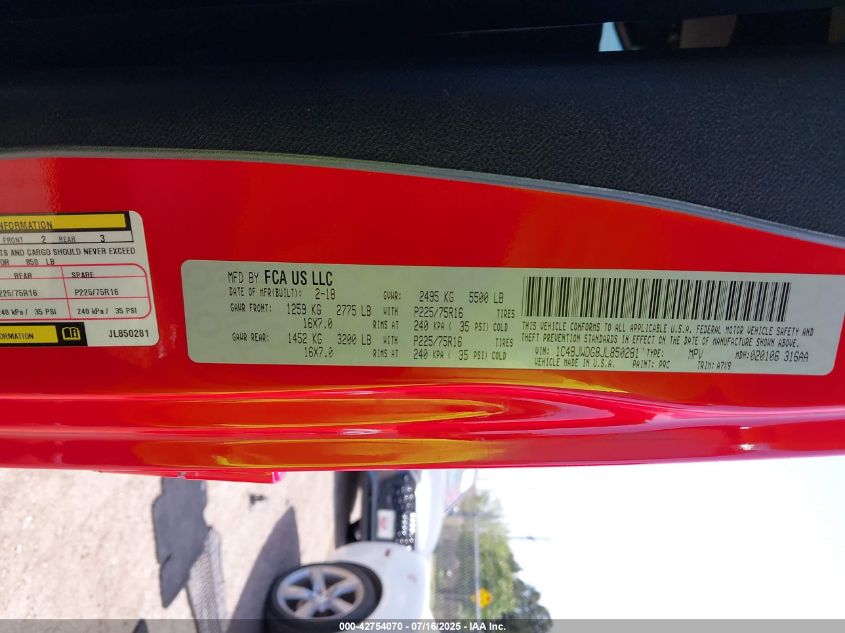 NFORMATION
FRONT 2 REAR 3
TS AND CARGO SHOULD NEVER EXCEED
OR 850 LB
REAR SPARE
P225/75R16 P225/75R16
240 kPa / 35 PSI 240 kPa / 35 PSI
INFORMATION
JL850281
MFD BY FCA US LLC
DATE OF MFR(BUILT): 2-18 GVWR: 2495 KG 5500 LB
GAWR FRONT: 1259 KG 2775 LB WITH P225/75R16 TIRES
16X7.0 RIMS AT 240 KPA ( 35 PSI) COLD
GAWR REAR: 1452 KG 3200 LB WITH P225/75R16 TIRES
16X7.0 RIMS AT 240 KPA ( 35 PSI) COLD
THIS VEHICLE CONFORMS TO ALL APPLICABLE U.S.A. FEDERAL MOTOR VEHICLE SAFETY, BUMPER AND
THEFT PREVENTION STANDARDS IN EFFECT ON THE DATE OF MANUFACTURE SHOWN ABOVE.
VIN: 1C4BJWDG8JL850281 TYPE: MPV MDH: 020106 316AA
VEHICLE MADE IN U.S.A. PAINT: PRC TRIM: A7X9
000-42754070 - 07/16/2025 - IAA Inc.